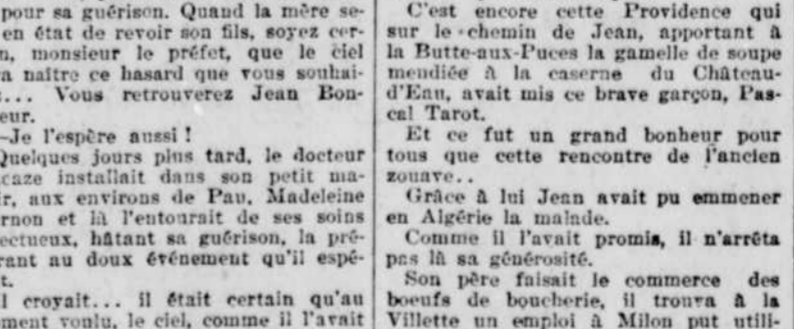 pour sa guérison. Quand la mère se-
en état de revoir son fils, soyez cer-
n, monsieur le préfet, que le ciel
a naître ce hasard que vous souhai-
... Vous retrouverez Jean Bon-
eur.
—Je l'espère aussi !
Quelques jours plus tard, le docteur
caze installait dans son petit ma-
ir, aux environs de Pau, Madeleine
rnon et là l'entourait de ses soins
ectueux, hâtant sa guérison, la pré-
rant au doux événement qu'il espé-
t.
l croyait... il était certain qu'au
ment voulu, le ciel, comme il l'avait
C'est encore cette Providence qui
sur le chemin de Jean, apportant à
la Butte-aux-Puces la gamelle de soupe
mendiée à la caserne du Château-
d'Eau, avait mis ce brave garçon, Pas-
cal Tarot.
Et ce fut un grand bonheur pour
tous que cette rencontre de l'ancien
zouave..
Grâce à lui Jean avait pu emmener
en Algérie la malade.
Comme il l'avait promis, il n'arrêta
pas là sa générosité.
Son père faisait le commerce des
boeufs de boucherie, il trouva à la
Villette un emploi à Milon put utili-